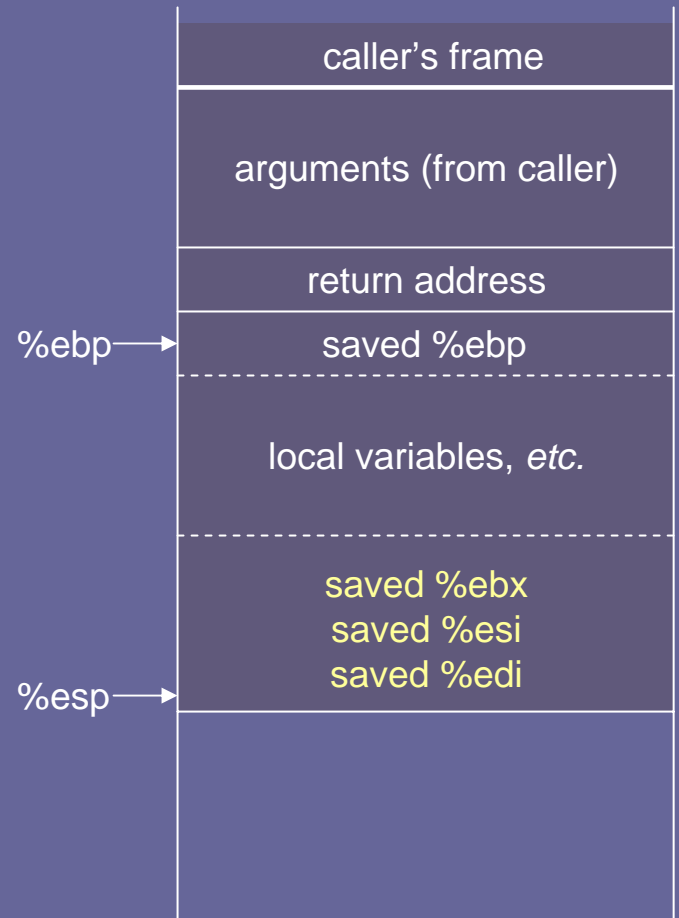 caller's frame
arguments (from caller)
return address
%ebp
saved %ebp
local variables, etc.
saved %ebx
saved %esi
saved %edi
%esp